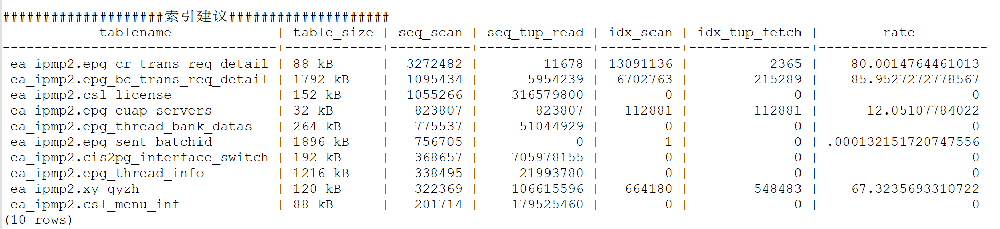 ####################索引建议####################
            tablename             | table_size | seq_scan | seq_tup_read | idx_scan | idx_tup_fetch |        rate
----------------------------------+------------+----------+--------------+----------+---------------+---------------------
 ea_ipmp2.epg_cr_trans_req_detail | 88 kB      |  3272482 |        11678 | 13091136 |          2365 |    80.0014764461013
 ea_ipmp2.epg_bc_trans_req_detail | 1792 kB    |  1095434 |      5954239 |  6702763 |        215289 |    85.9527272778567
 ea_ipmp2.csl_license             | 152 kB     |  1055266 |    316579800 |        0 |             0 |                   0
 ea_ipmp2.epg_euap_servers        | 32 kB      |   823807 |       823807 |   112881 |        112881 |      12.05107784022
 ea_ipmp2.epg_thread_bank_datas   | 264 kB     |   775537 |     51044929 |        0 |             0 |                   0
 ea_ipmp2.epg_sent_batchid        | 1896 kB    |   756705 |            0 |        1 |             0 | .000132151720747556
 ea_ipmp2.cis2pg_interface_switch | 192 kB     |   368657 |    705978155 |        0 |             0 |                   0
 ea_ipmp2.epg_thread_info         | 1216 kB    |   338495 |     21993780 |        0 |             0 |                   0
 ea_ipmp2.xy_qyzh                 | 120 kB     |   322369 |    106615596 |   664180 |        548483 |    67.3235693310722
 ea_ipmp2.csl_menu_inf            | 88 kB      |   201714 |    179525460 |        0 |             0 |                   0
(10 rows)